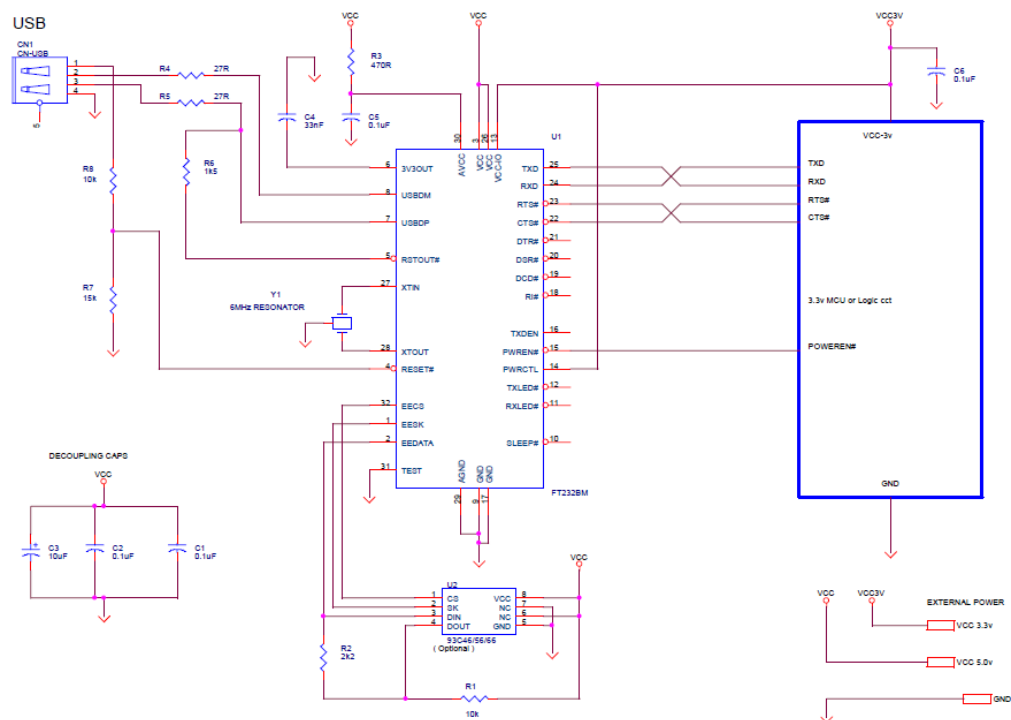 USB
CN1
CN-USB
1
2
3
4
5
R4
27R
R5
27R
R8
10k
R7
15k
R6
1k5
VCC
R3
470R
C4
33nF
C5
0.1uF
VCC
VCC3V
C6
0.1uF
U1
30
3
26
13
AVCC
VCC
VCC
VCC-IO
6
3V3OUT
8
USBDM
7
USBDP
5
RSTOUT#
27
XTIN
28
XTOUT
4
RESET#
32
EECS
1
EESK
2
EEDATA
31
TEST
TXD
25
RXD
24
RTS#
23
CTS#
22
DTR#
21
DSR#
20
DCD#
19
RI#
18
TXDEN
16
PWREN#
15
PWRCTL
14
TXLED#
12
RXLED#
11
SLEEP#
10
AGND
GND
GND
29
9
17
FT232BM
Y1
6MHz RESONATOR
VCC-3v
TXD
RXD
RTS#
CTS#
3.3v MCU or Logic cct
POWEREN#
GND
DECOUPLING CAPS
VCC
C3
10uF
C2
0.1uF
C1
0.1uF
U2
1
CS
2
SK
3
DIN
4
DOUT
VCC
8
NC
7
NC
6
GND
5
93C46/56/66
( Optional )
VCC
R2
2k2
R1
10k
VCC
VCC3V
EXTERNAL POWER
VCC 3.3v
VCC 5.0v
GND